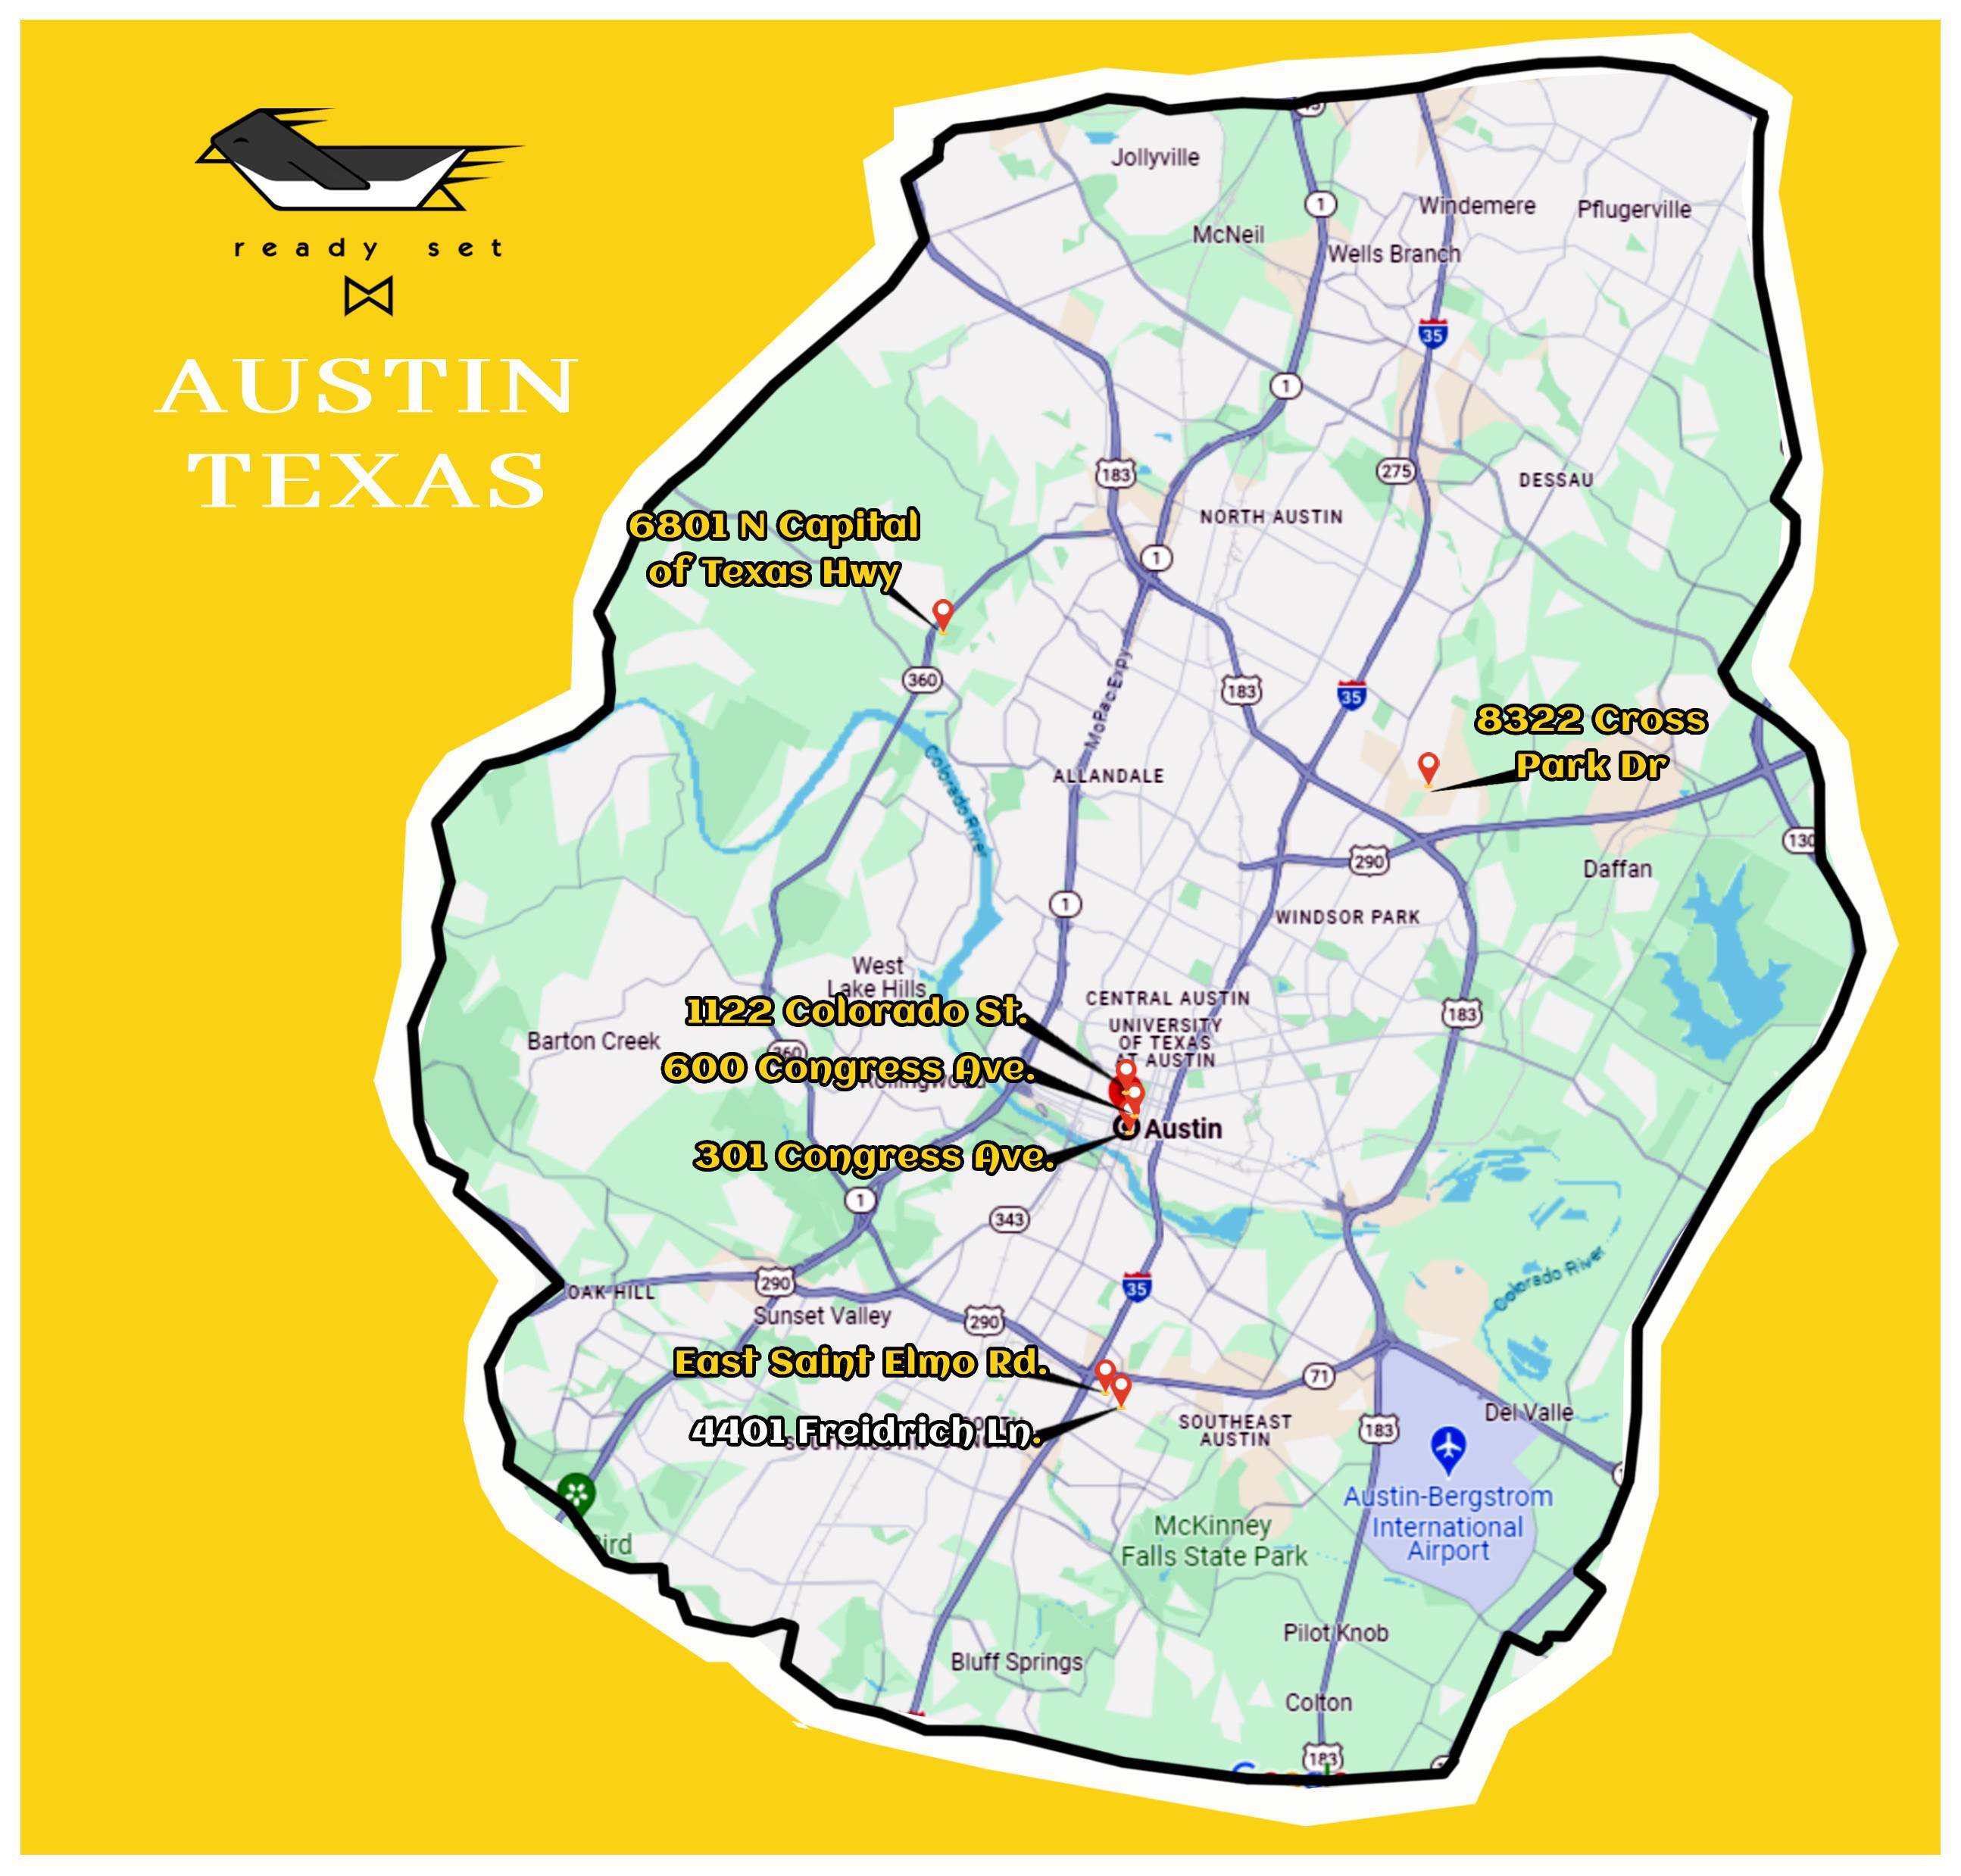 ready set
AUSTIN
TEXAS
Jollyville
1
Windemere
Pflugerville
McNeil
Wells Branch
35
1
183
275
DESSAU
NORTH AUSTIN
6801 N Capital
of Texas Hwy
1
360
183
35
MoPac Expy
8322 Cross
Park Dr
Colorado River
ALLANDALE
130
290
Daffan
1
WINDSOR PARK
West
Lake Hills
CENTRAL AUSTIN
1122 Colorado St.
UNIVERSITY
OF TEXAS
AT AUSTIN
183
Barton Creek
360
600 Congress Ave.
Rollingwood
Austin
301 Congress Ave.
1
343
Colorado River
290
OAK HILL
35
Sunset Valley
290
East Saint Elmo Rd.
71
Del Valle
4401 Freidrich Ln.
SOUTH AUSTIN
SOUTHEAST
AUSTIN
183
Austin-Bergstrom
International
Airport
McKinney
Falls State Park
Pilot Knob
Bluff Springs
Colton
183